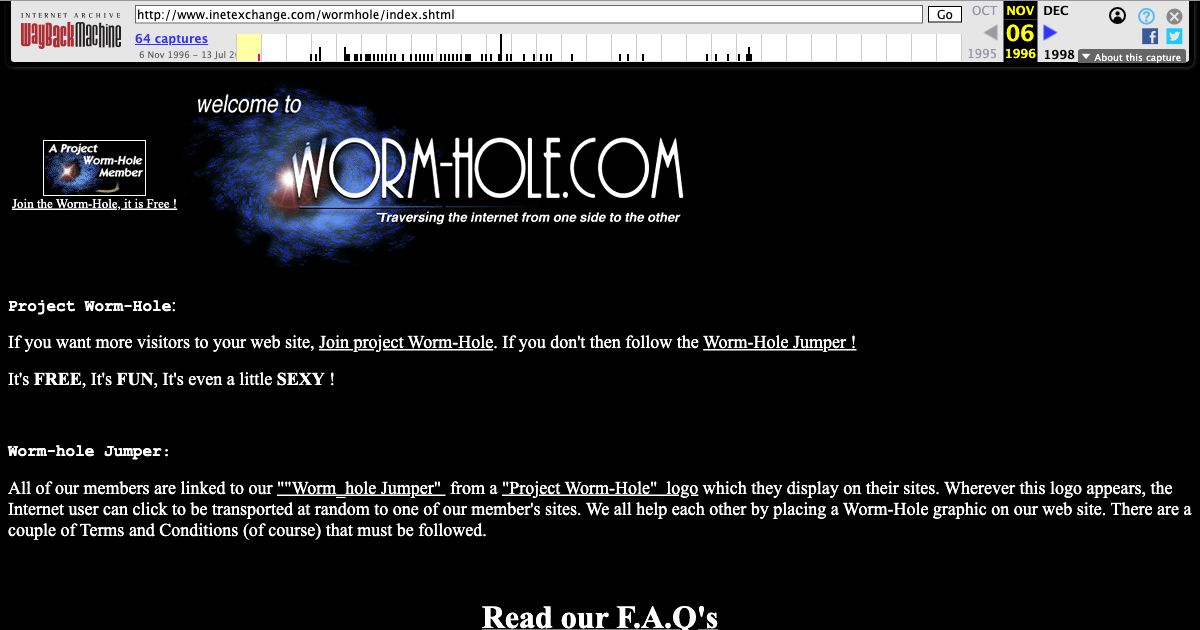 INTERNET ARCHIVE
WayBackMachine
http://www.inetexchange.com/wormhole/index.shtml
Go
64 captures
6 Nov 1996 – 13 Jul 2
OCT
NOV
DEC
06
1995
1996
1998
About this capture
welcome to
WORM-HOLE.COM
"Traversing the internet from one side to the other
A Project
Worm-Hole
Member
Join the Worm-Hole, it is Free !
Project Worm-Hole:
If you want more visitors to your web site, Join project Worm-Hole. If you don't then follow the Worm-Hole Jumper !
It's FREE, It's FUN, It's even a little SEXY !
Worm-hole Jumper:
All of our members are linked to our ""Worm_hole Jumper"  from a "Project Worm-Hole"  logo which they display on their sites. Wherever this logo appears, the
Internet user can click to be transported at random to one of our member's sites. We all help each other by placing a Worm-Hole graphic on our web site. There are a
couple of Terms and Conditions (of course) that must be followed.
Read our F.A.Q's